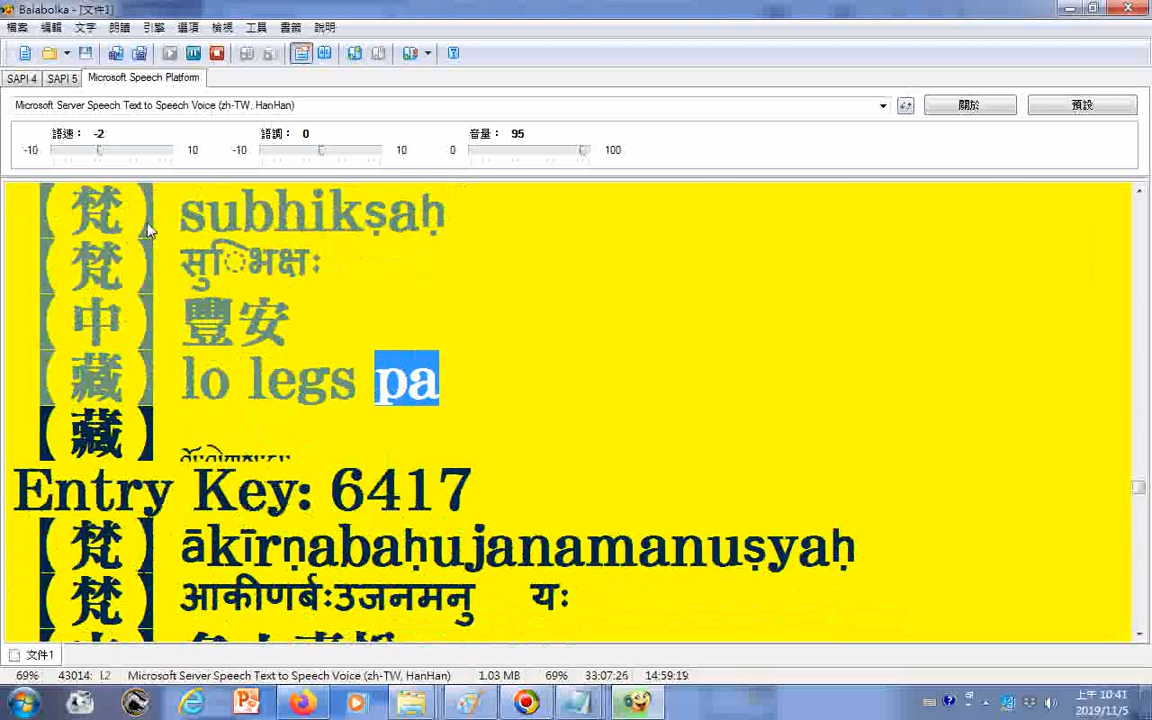 Balabolka - [文件1]
檔案 編輯 文字 朗讀 引擎 選項 檢視 工具 書籤 說明
SAPI 4 SAPI 5 Microsoft Speech Platform
Microsoft Server Speech Text to Speech Voice (zh-TW, HanHan) 關於 預設
語速： -2 語調： 0 音量： 95
-10 10 -10 10 0 100
【梵】 subhikṣaḥ
【梵】 सुिभक्षः
【中】 豐安
【藏】 lo legs pa
【藏】
Entry Key: 6417
【梵】 ākīrṇabaḥujanamanuṣyaḥ
【梵】 आकीणर्बःउजनमनु यः
文件1
69% 43014: 12 Microsoft Server Speech Text to Speech Voice (zh-TW, HanHan) 1.03 MB 69% 33:07:26 14:59:19
上午 10:41
2019/11/5